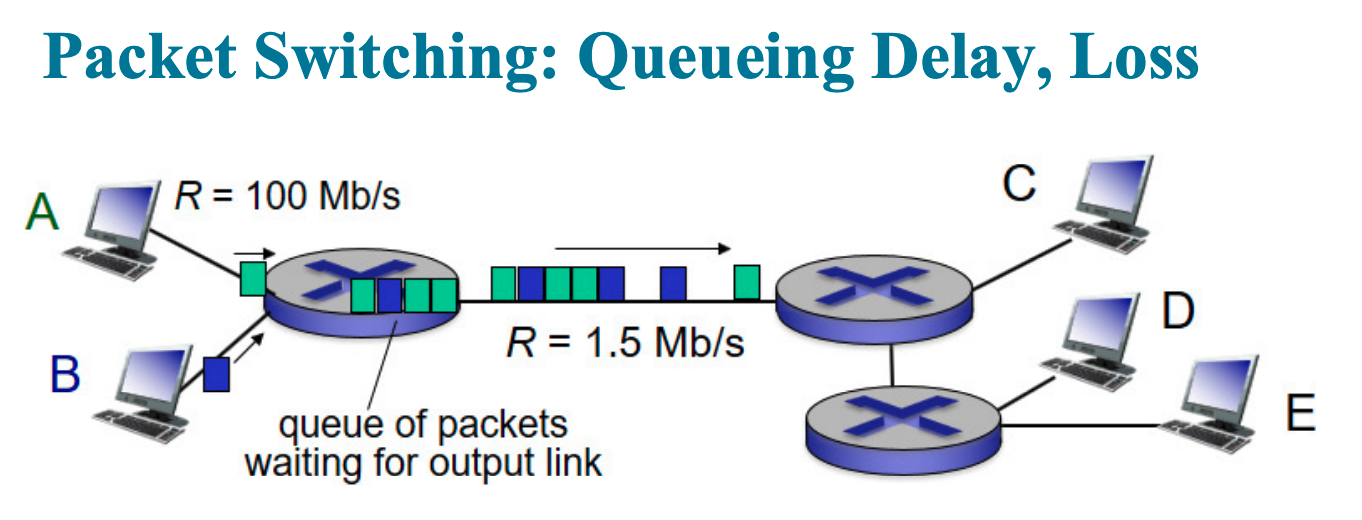 Packet Switching: Queueing Delay, Loss
A
R = 100 Mb/s
C
B
R = 1.5 Mb/s
D
E
queue of packets
waiting for output link